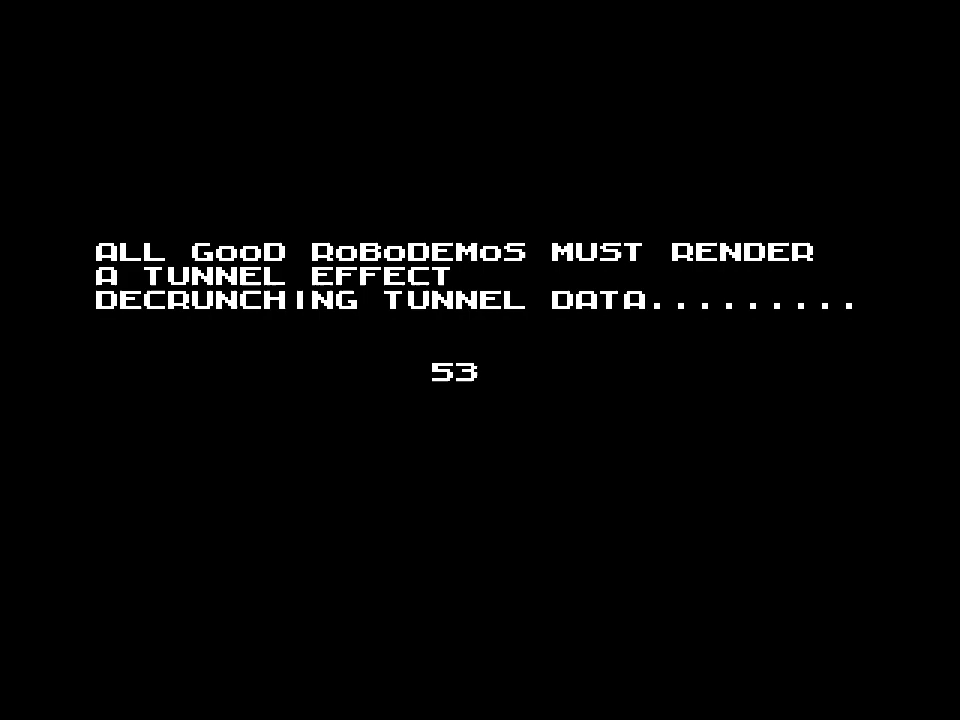 ALL GooD RoBoDEMoS MUST RENDER
A TUNNEL EFFECT
DECRUNCHING TUNNEL DATA.........
53